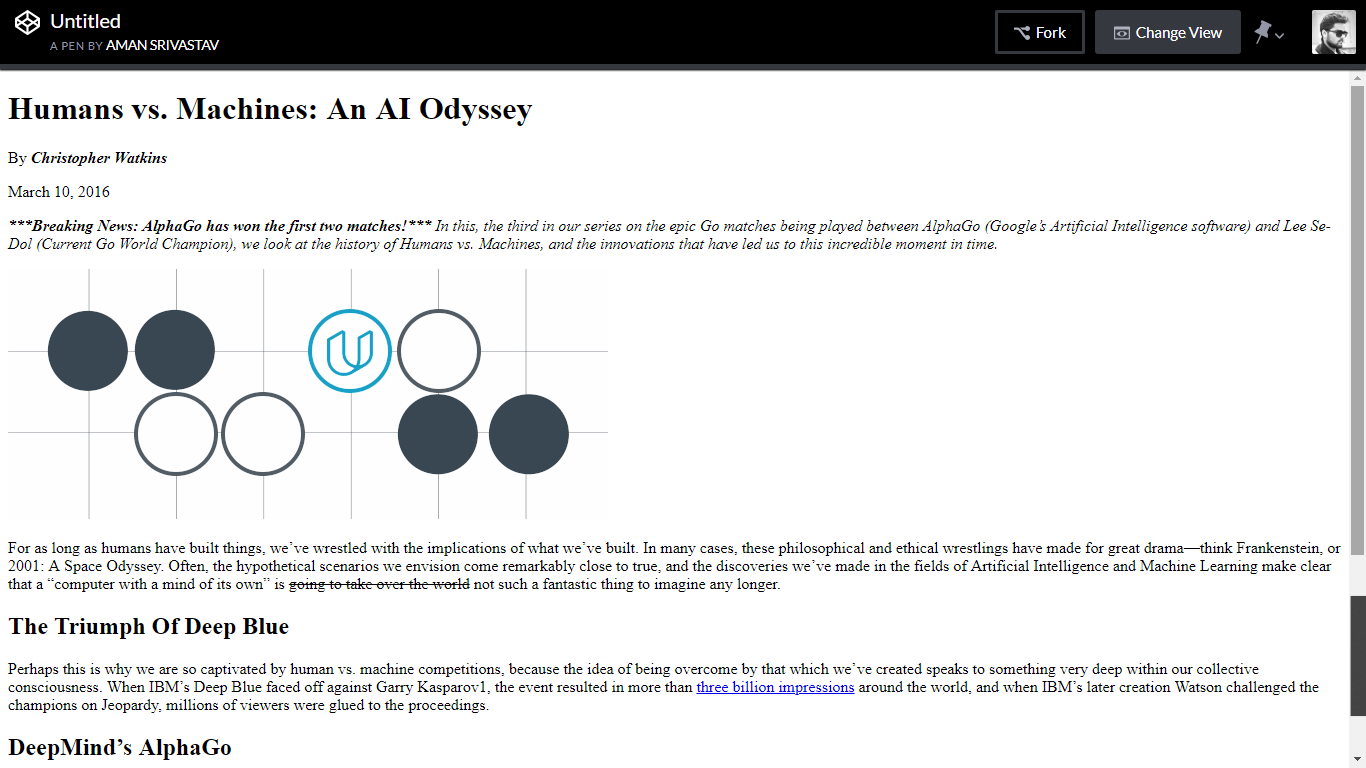 Untitled
A PEN BY AMAN SRIVASTAV
Fork
Change View
Humans vs. Machines: An AI Odyssey
By Christopher Watkins
March 10, 2016
***Breaking News: AlphaGo has won the first two matches!*** In this, the third in our series on the epic Go matches being played between AlphaGo (Google’s Artificial Intelligence software) and Lee Se-
Dol (Current Go World Champion), we look at the history of Humans vs. Machines, and the innovations that have led us to this incredible moment in time.
For as long as humans have built things, we’ve wrestled with the implications of what we’ve built. In many cases, these philosophical and ethical wrestlings have made for great drama—think Frankenstein, or
2001: A Space Odyssey. Often, the hypothetical scenarios we envision come remarkably close to true, and the discoveries we’ve made in the fields of Artificial Intelligence and Machine Learning make clear
that a “computer with a mind of its own” is going to take over the world not such a fantastic thing to imagine any longer.
The Triumph Of Deep Blue
Perhaps this is why we are so captivated by human vs. machine competitions, because the idea of being overcome by that which we’ve created speaks to something very deep within our collective
consciousness. When IBM’s Deep Blue faced off against Garry Kasparov1, the event resulted in more than three billion impressions around the world, and when IBM’s later creation Watson challenged the
champions on Jeopardy, millions of viewers were glued to the proceedings.
DeepMind’s AlphaGo